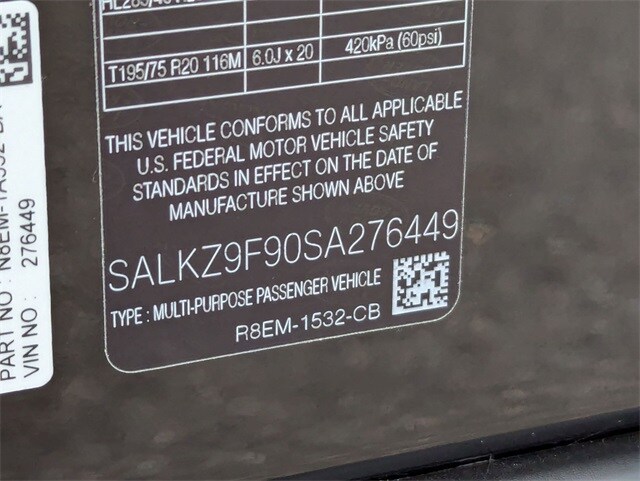 T195/75 R20 116M 6.0J x 20 420kPa (60psi)
THIS VEHICLE CONFORMS TO ALL APPLICABLE
U.S. FEDERAL MOTOR VEHICLE SAFETY
STANDARDS IN EFFECT ON THE DATE OF
MANUFACTURE SHOWN ABOVE
SALKZ9F90SA276449
TYPE : MULTI-PURPOSE PASSENGER VEHICLE
R8EM-1532-CB
PART NO :
VIN NO : 276449